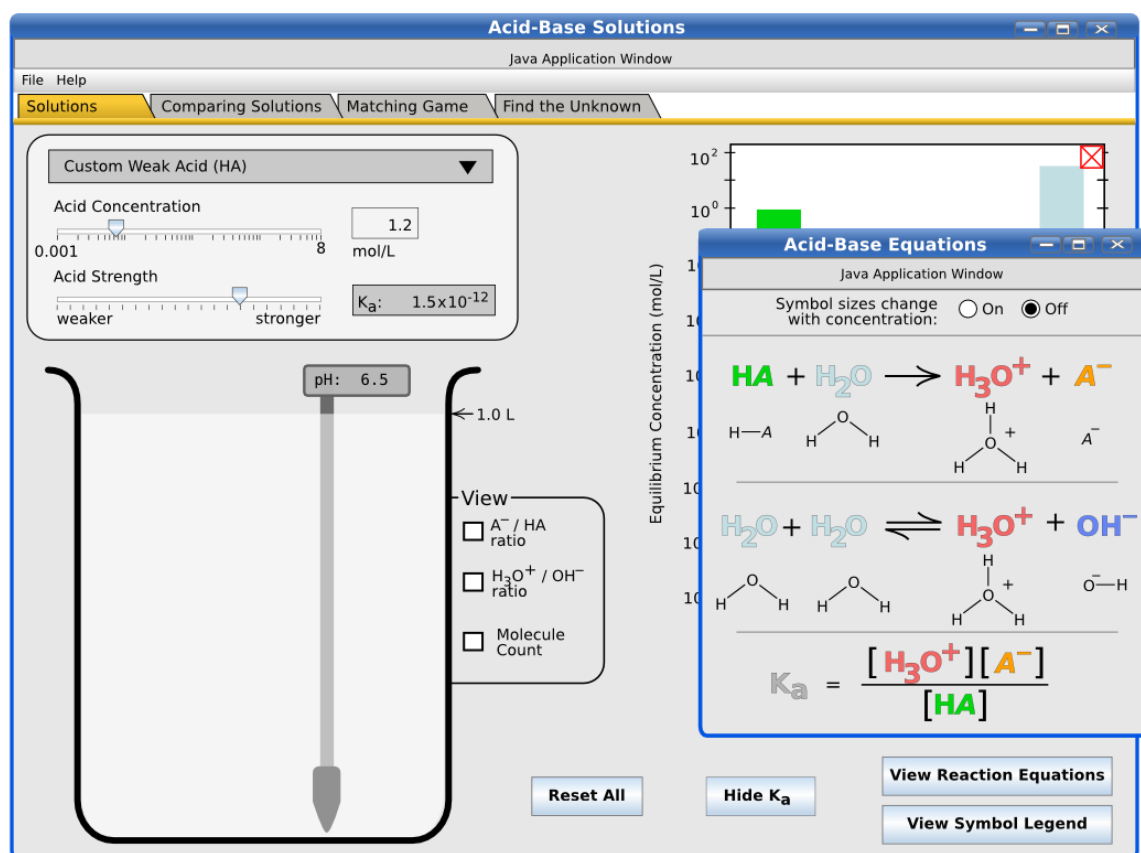 Acid-Base Solutions
Java Application Window
File Help
Solutions
Comparing Solutions
Matching Game
Find the Unknown
Custom Weak Acid (HA)
Acid Concentration
0.001
8
1.2
mol/L
Acid Strength
weaker
stronger
Kₐ: 1.5x10⁻¹²
pH: 6.5
1.0 L
View
A⁻ / HA
ratio
H₃O⁺ / OH⁻
ratio
Molecule
Count
Equilibrium Concentration (mol/L)
10²
10⁰
Acid-Base Equations
Java Application Window
Symbol sizes change
with concentration:
On
Off
HA + H₂O → H₃O⁺ + A⁻
H—A
O
H H
H
O +
H H
A⁻
H₂O + H₂O ⇌ H₃O⁺ + OH⁻
O
H H
O
H H
H
O +
H H
O⁻—H
Kₐ = [H₃O⁺][A⁻]
[HA]
Reset All
Hide Kₐ
View Reaction Equations
View Symbol Legend